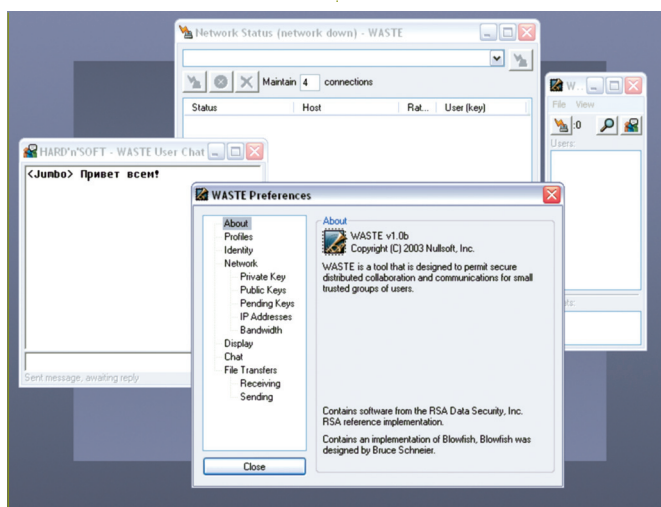 Network Status (network down) - WASTE
Maintain 4 connections
Status Host Rat... User (key)
W...
File View
:0
Users:
HARD'n'SOFT - WASTE User Chat
<Jumbo> Привет всем!
Sent message, awaiting reply
WASTE Preferences
About
Profiles
Identity
Network
Private Key
Public Keys
Pending Keys
IP Addresses
Bandwidth
Display
Chat
File Transfers
Receiving
Sending
Close
About
WASTE v1.0b
Copyright (C) 2003 Nullsoft, Inc.
WASTE is a tool that is designed to permit secure
distributed collaboration and communications for small
trusted groups of users.
Contains software from the RSA Data Security, Inc.
RSA reference implementation.
Contains an implementation of Blowfish, Blowfish was
designed by Bruce Schneier.